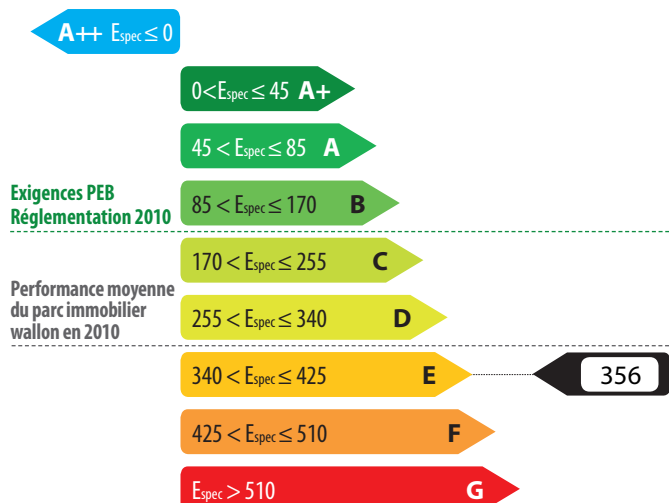 A++ Espec ≤ 0
0<Espec ≤ 45 A+
45 < Espec ≤ 85 A
Exigences PEB
Réglementation 2010
85 < Espec ≤ 170 B
170 < Espec ≤ 255 C
Performance moyenne
du parc immobilier
wallon en 2010
255 < Espec ≤ 340 D
340 < Espec ≤ 425 E
356
425 < Espec ≤ 510 F
Espec > 510 G